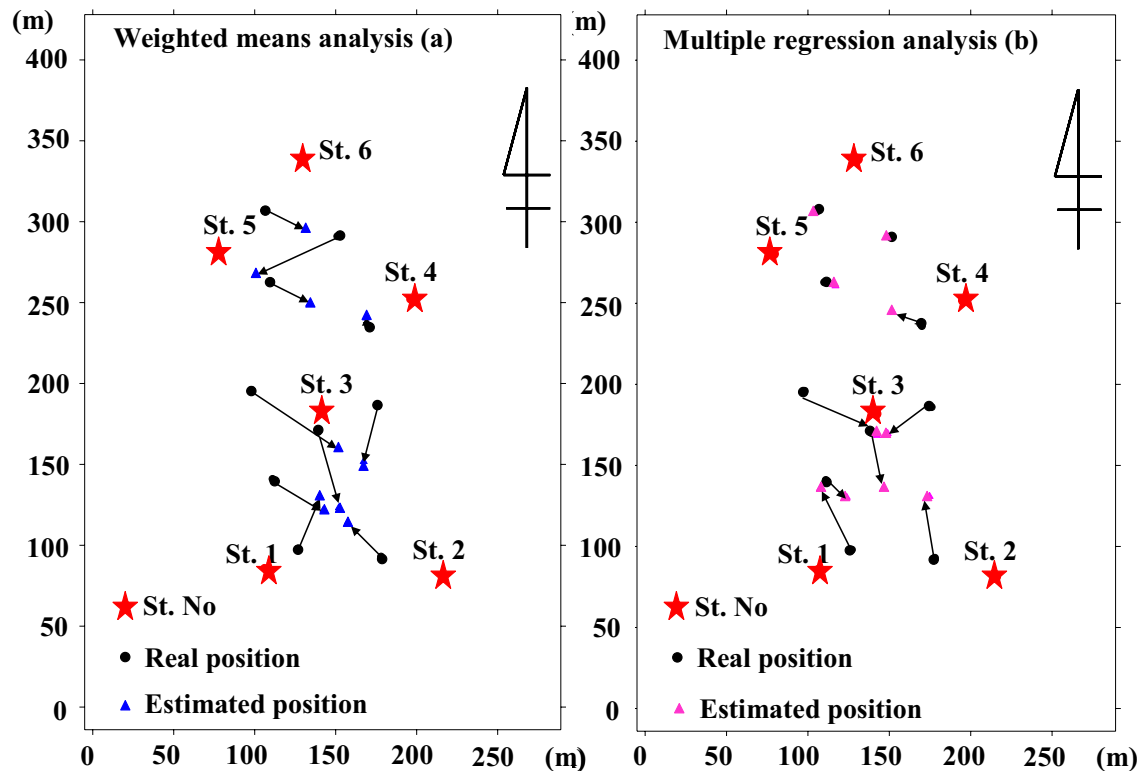 (m)
Weighted means analysis (a)
400
350
St. 6
300
St. 5
St. 4
250
200
St. 3
150
100
St. 1
St. 2
St. No
50
Real position
Estimated position
0
0 50 100 150 200 250 (m)
(m)
Multiple regression analysis (b)
400
350
St. 6
300
St. 5
St. 4
250
200
St. 3
150
100
St. 1
St. 2
St. No
50
Real position
Estimated position
0
0 50 100 150 200 250 (m)